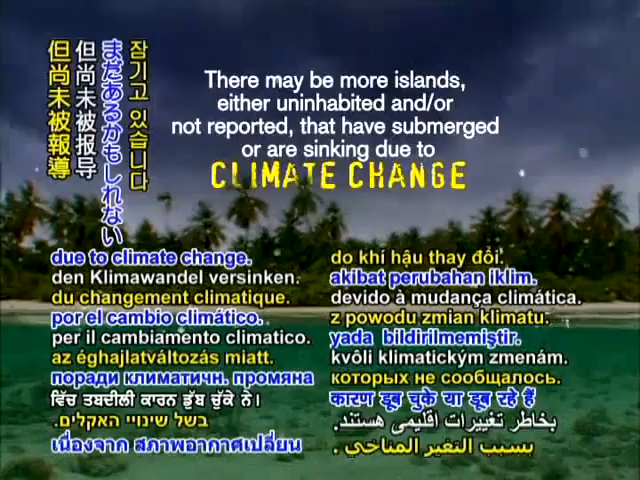 There may be more islands,
either uninhabited and/or
not reported, that have submerged
or are sinking due to
CLIMATE CHANGE
잠기고 있습니다
まだあるかもしれない
但尚未被报导
但尚未被報導
due to climate change.
den Klimawandel versinken.
du changement climatique.
por el cambio climático.
per il cambiamento climatico.
az éghajlatváltozás miatt.
поради климатичн. промяна
ਵਿੱਚ ਤਬਦੀਲੀ ਕਾਰਨ ਡੁੱਬ ਚੁੱਕੇ ਨੇ।
בשל שינויי האקלים.
เนื่องจาก สภาพอากาศเปลี่ยน
do khí hậu thay đổi.
akibat perubahan iklim.
devido à mudança climática.
z powodu zmian klimatu.
yada bildirilmemiştir.
kvôli klimatickým zmenám.
которых не сообщалось.
कारण डूब चुके या डूब रहे हैं
بخاطر تغییرات اقلیمی هستند.
بسبب التغير المناخي .